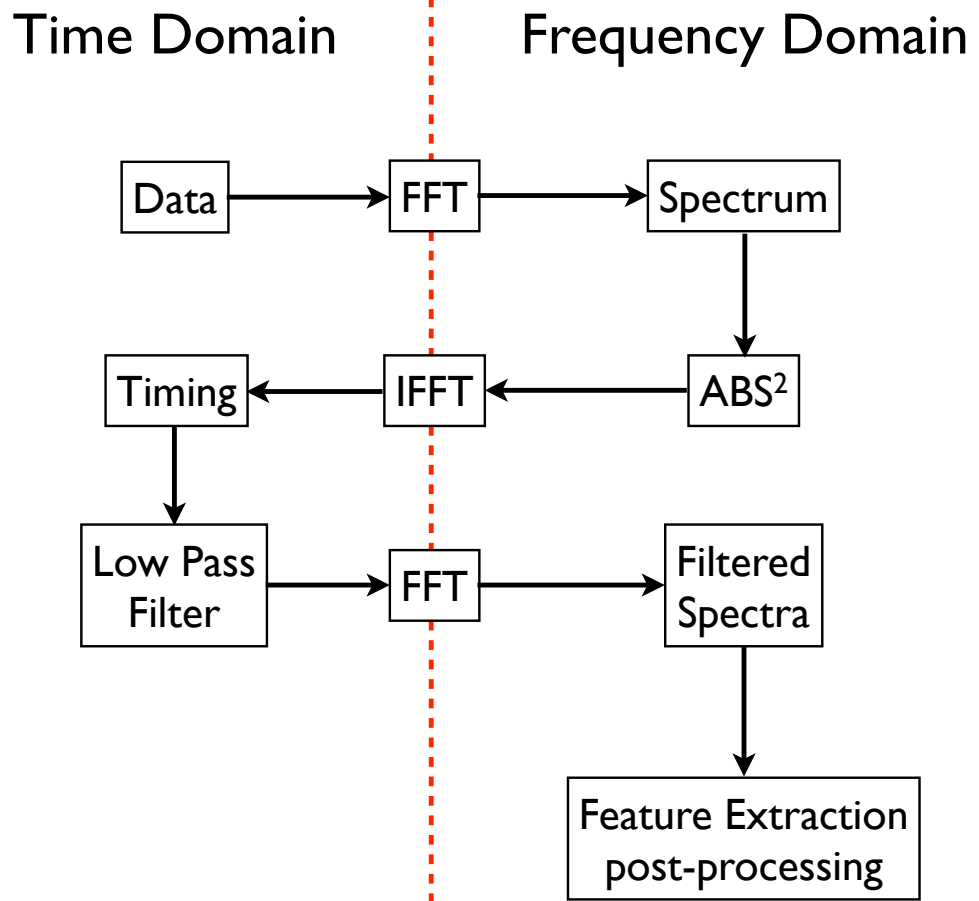 Time Domain
Frequency Domain
Data
FFT
Spectrum
Timing
IFFT
ABS²
Low Pass
Filter
FFT
Filtered
Spectra
Feature Extraction
post-processing